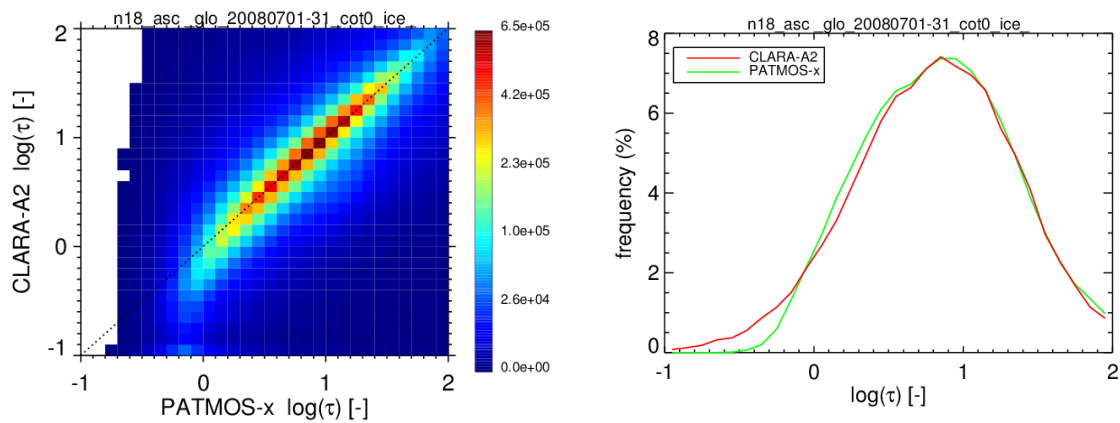 n18_asc_glo_20080701-31_cot0_ice_
2
1
0
-1
CLARA-A2 log(τ) [-]
-1 0 1 2
PATMOS-x log(τ) [-]
6.5e+05
4.2e+05
2.3e+05
1.0e+05
2.6e+04
0.0e+00
n18_asc_glo_20080701-31_cot0_ice_
CLARA-A2
PATMOS-x
8
6
4
2
0
frequency (%)
-1 0 1 2
log(τ) [-]